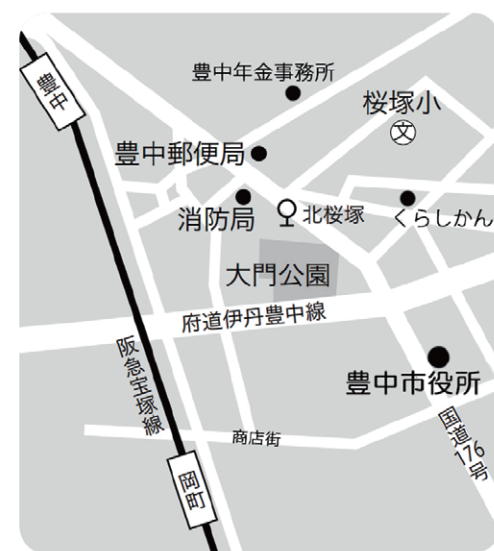 豊中
豊中年金事務所
桜塚小
文
豊中郵便局
消防局
北桜塚
くらしかん
大門公園
府道伊丹豊中線
阪急宝塚線
豊中市役所
商店街
国道176号
岡町